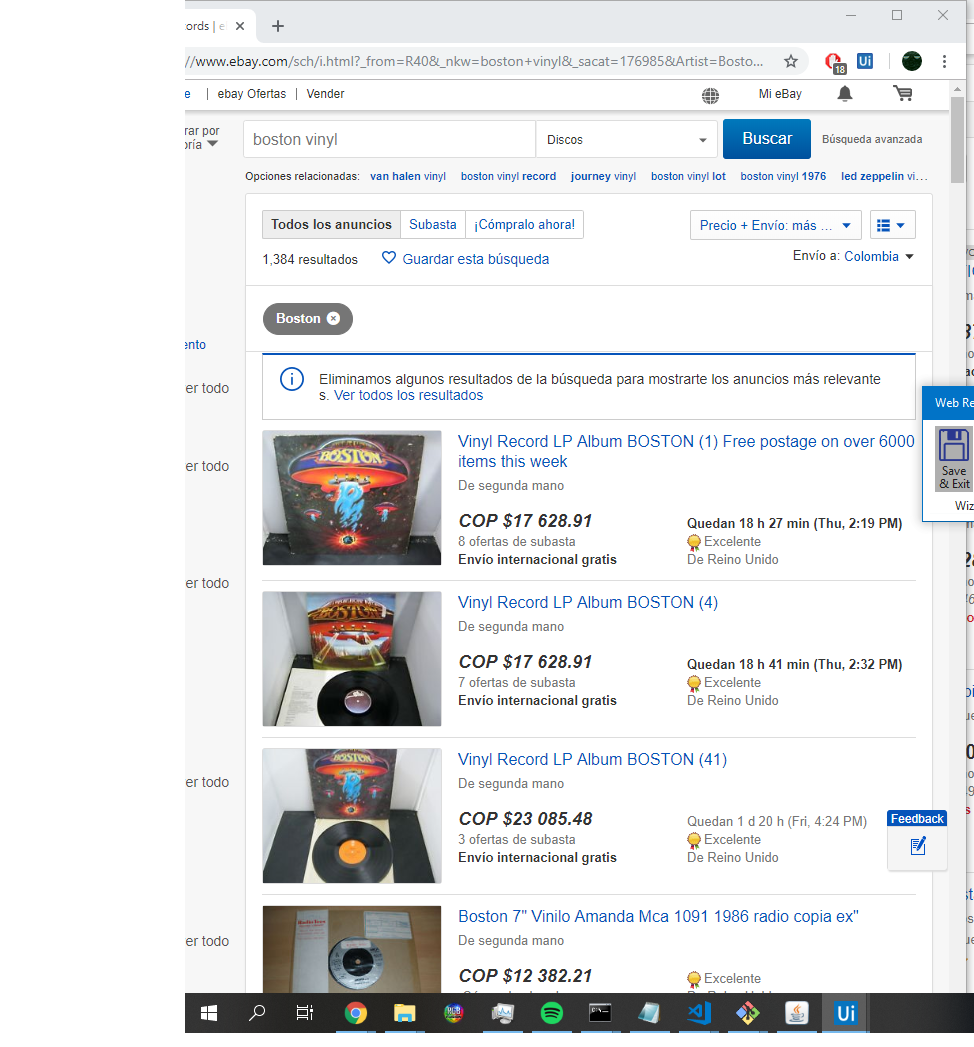 ords | e
//www.ebay.com/sch/i.html?_from=R40&_nkw=boston+vinyl&_sacat=176985&Artist=Bosto...
18
Ui
e | ebay Ofertas | Vender
Mi eBay
rar por
oría
boston vinyl
Discos
Buscar
Búsqueda avanzada
Opciones relacionadas: van halen vinyl boston vinyl record journey vinyl boston vinyl lot boston vinyl 1976 led zeppelin vi...
Todos los anuncios
Subasta
¡Cómpralo ahora!
Precio + Envío: más ...
1,384 resultados
Guardar esta búsqueda
Envío a: Colombia
Boston
ento
Eliminamos algunos resultados de la búsqueda para mostrarte los anuncios más relevante
s. Ver todos los resultados
er todo
er todo
er todo
er todo
er todo
Web Re
Save
& Exit
Wiz
BOSTON
Vinyl Record LP Album BOSTON (1) Free postage on over 6000
items this week
De segunda mano
COP $17 628.91
8 ofertas de subasta
Envío internacional gratis
Quedan 18 h 27 min (Thu, 2:19 PM)
Excelente
De Reino Unido
BOSTON
Vinyl Record LP Album BOSTON (4)
De segunda mano
COP $17 628.91
7 ofertas de subasta
Envío internacional gratis
Quedan 18 h 41 min (Thu, 2:32 PM)
Excelente
De Reino Unido
BOSTON
Vinyl Record LP Album BOSTON (41)
De segunda mano
COP $23 085.48
3 ofertas de subasta
Envío internacional gratis
Quedan 1 d 20 h (Fri, 4:24 PM)
Excelente
De Reino Unido
Feedback
Boston 7" Vinilo Amanda Mca 1091 1986 radio copia ex"
De segunda mano
COP $12 382.21
Excelente
Ui